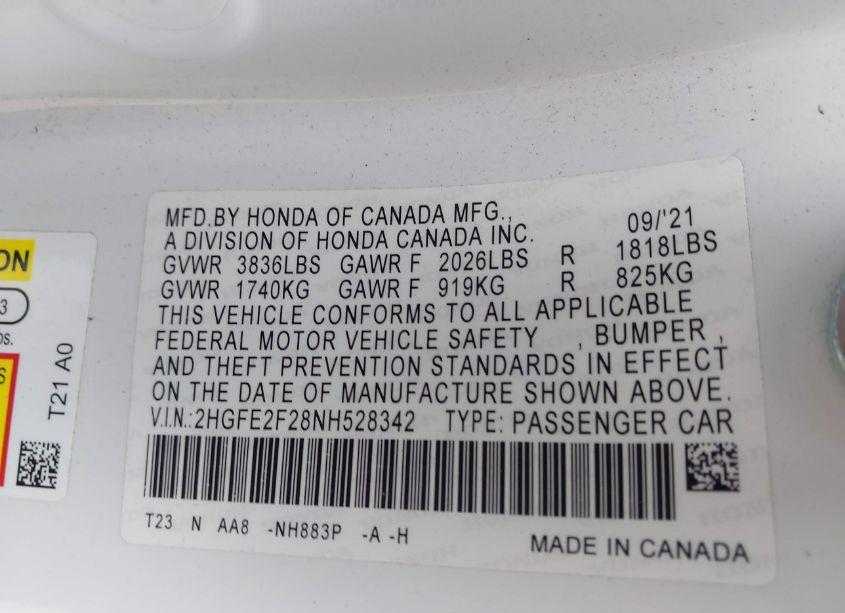 MFD.BY HONDA OF CANADA MFG., 09/'21
A DIVISION OF HONDA CANADA INC.
GVWR 3836LBS GAWR F 2026LBS R 1818LBS
GVWR 1740KG GAWR F 919KG R 825KG
THIS VEHICLE CONFORMS TO ALL APPLICABLE
FEDERAL MOTOR VEHICLE SAFETY , BUMPER ,
AND THEFT PREVENTION STANDARDS IN EFFECT
ON THE DATE OF MANUFACTURE SHOWN ABOVE.
V.I.N.:2HGFE2F28NH528342 TYPE: PASSENGER CAR
T23 N AA8 -NH883P -A -H
MADE IN CANADA
ON
3
S
T21 A0